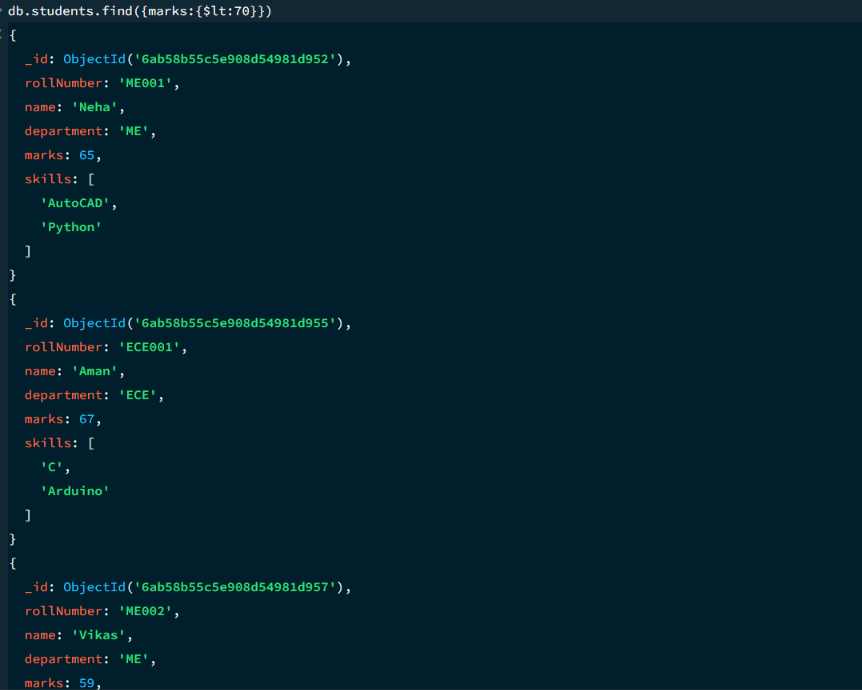 db.students.find({marks:{$lt:70}})
{
  _id: ObjectId('6ab58b55c5e908d54981d952'),
  rollNumber: 'ME001',
  name: 'Neha',
  department: 'ME',
  marks: 65,
  skills: [
    'AutoCAD',
    'Python'
  ]
}
{
  _id: ObjectId('6ab58b55c5e908d54981d955'),
  rollNumber: 'ECE001',
  name: 'Aman',
  department: 'ECE',
  marks: 67,
  skills: [
    'C',
    'Arduino'
  ]
}
{
  _id: ObjectId('6ab58b55c5e908d54981d957'),
  rollNumber: 'ME002',
  name: 'Vikas',
  department: 'ME',
  marks: 59,